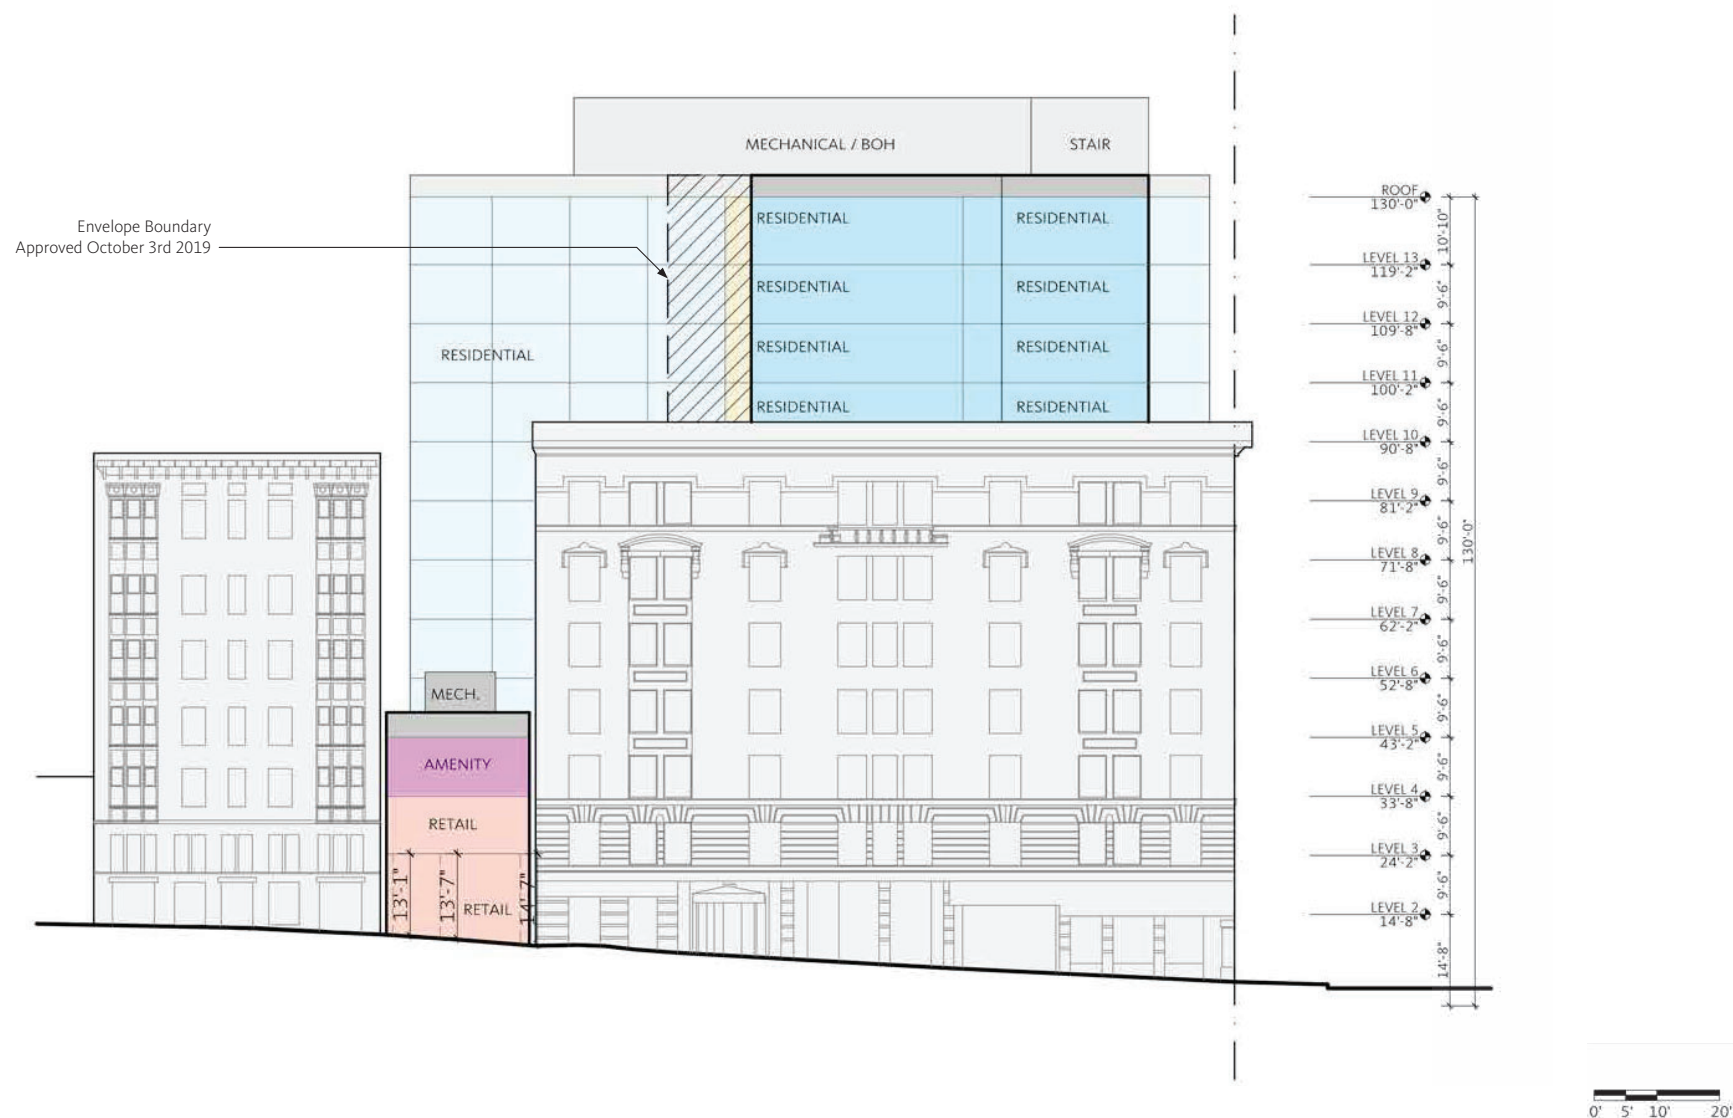 MECHANICAL / BOH
STAIR
Envelope Boundary
Approved October 3rd 2019
RESIDENTIAL
RESIDENTIAL
RESIDENTIAL
RESIDENTIAL
RESIDENTIAL
RESIDENTIAL
RESIDENTIAL
RESIDENTIAL
RESIDENTIAL
MECH.
AMENITY
RETAIL
RETAIL
13'-1"
13'-7"
14'-7"
ROOF
130'-0"
LEVEL 13
119'-2"
LEVEL 12
109'-8"
LEVEL 11
100'-2"
LEVEL 10
90'-8"
LEVEL 9
81'-2"
LEVEL 8
71'-8"
LEVEL 7
62'-2"
LEVEL 6
52'-8"
LEVEL 5
43'-2"
LEVEL 4
33'-8"
LEVEL 3
24'-2"
LEVEL 2
14'-8"
10'-10"
9'-6"
9'-6"
9'-6"
9'-6"
9'-6"
9'-6"
9'-6"
9'-6"
9'-6"
9'-6"
9'-6"
14'-8"
130'-0"
0' 5' 10' 20'